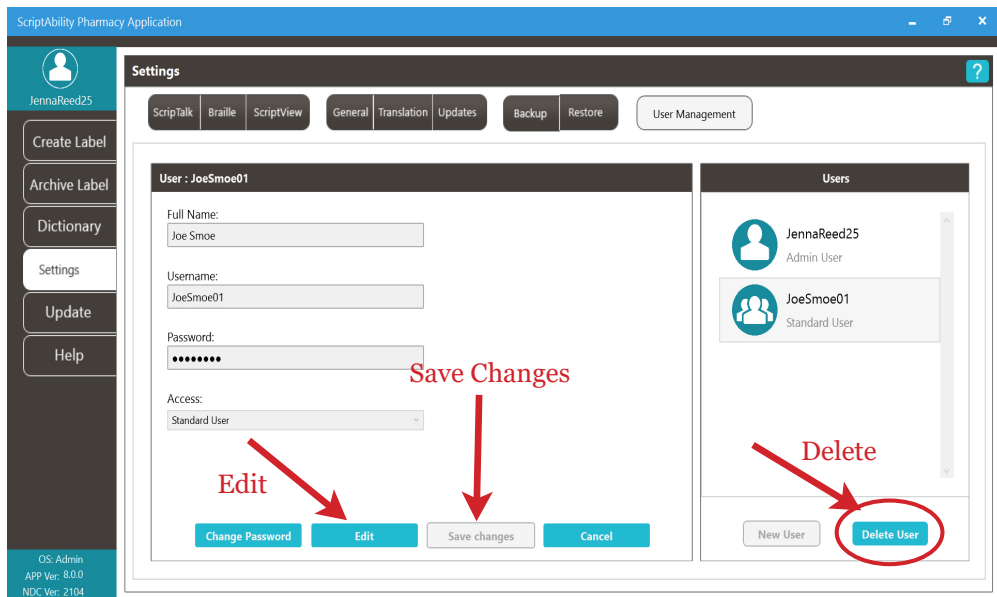 ScriptAbility Pharmacy Application
JennaReed25
Create Label
Archive Label
Dictionary
Settings
Update
Help
OS: Admin
APP Ver: 8.0.0
NDC Ver: 2104
Settings
?
ScripTalk Braille ScriptView General Translation Updates Backup Restore User Management
User : JoeSmoe01
Full Name:
Joe Smoe
Username:
JoeSmoe01
Password:
Access:
Standard User
Save Changes
Edit
Change Password Edit Save changes Cancel
Users
JennaReed25
Admin User
JoeSmoe01
Standard User
Delete
New User Delete User